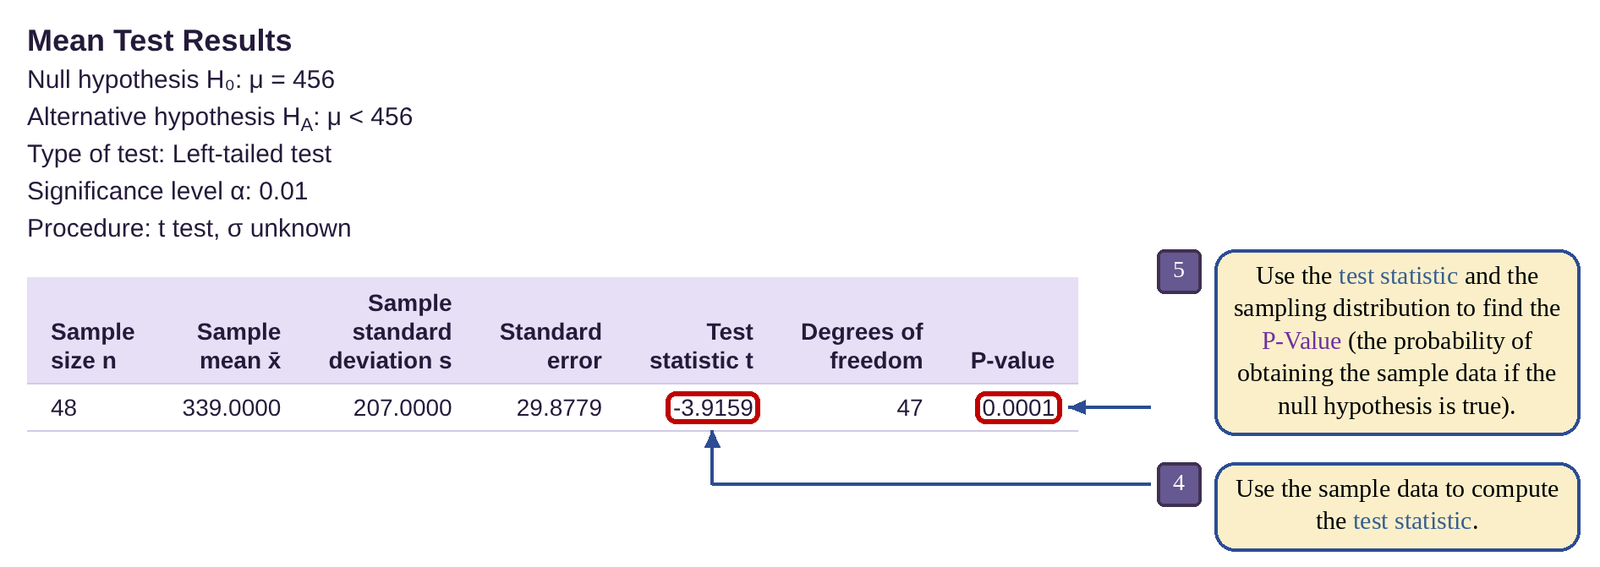 Mean Test Results
Null hypothesis H₀: μ = 456
Alternative hypothesis H_A: μ < 456
Type of test: Left-tailed test
Significance level α: 0.01
Procedure: t test, σ unknown
Sample size n	Sample mean x̄	Sample standard deviation s	Standard error	Test statistic t	Degrees of freedom	P-value
48	339.0000	207.0000	29.8779	-3.9159	47	0.0001
5
Use the test statistic and the
sampling distribution to find the
P-Value (the probability of
obtaining the sample data if the
null hypothesis is true).
4
Use the sample data to compute
the test statistic.